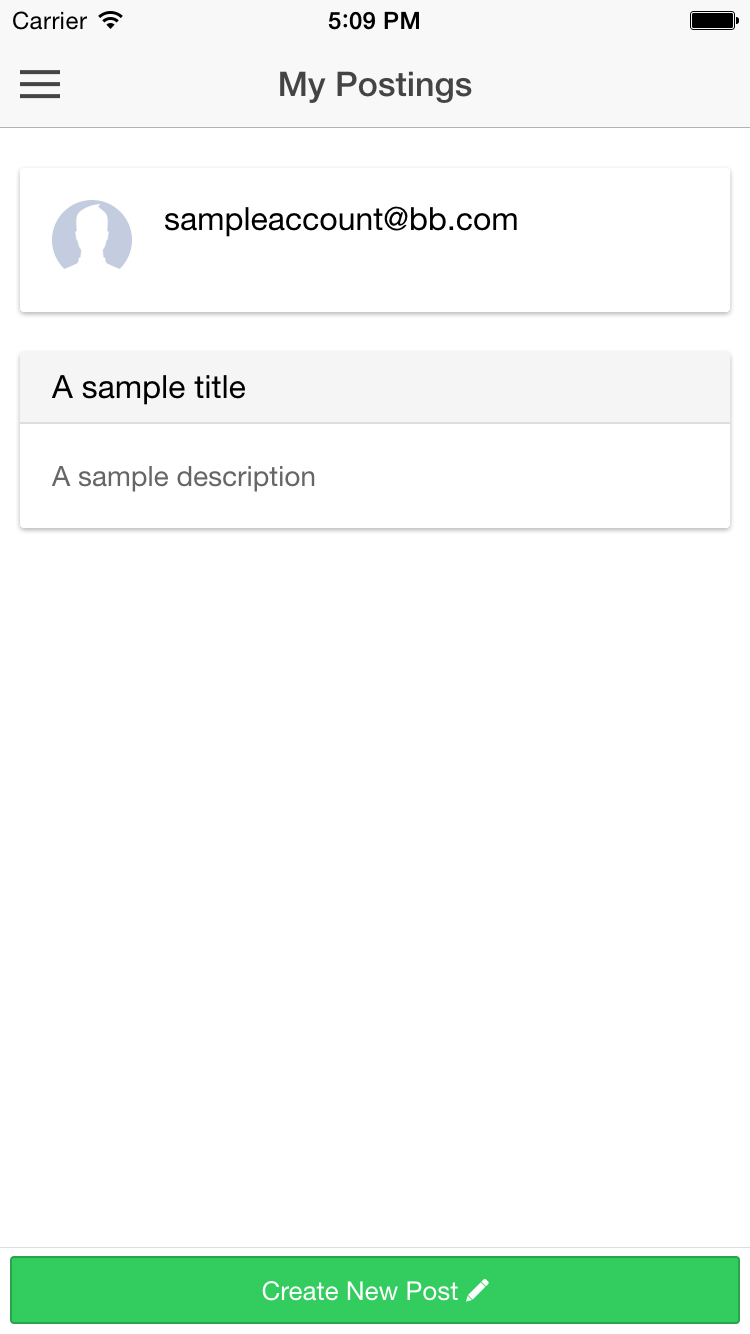 Carrier 5:09 PM
My Postings
sampleaccount@bb.com
A sample title
A sample description
Create New Post